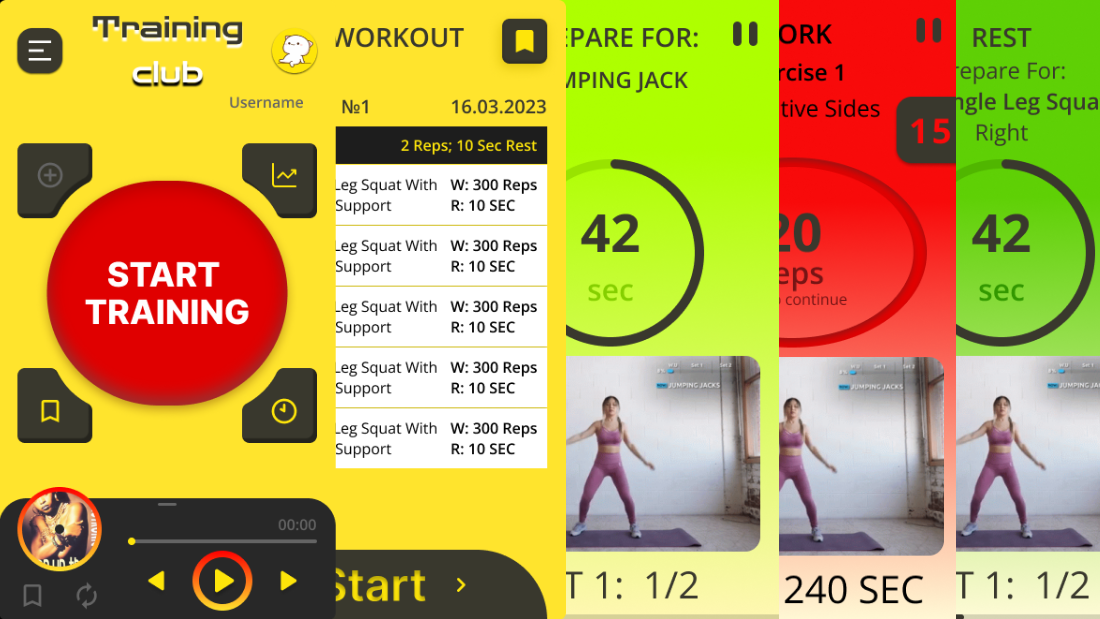 Training
club
Username
START
TRAINING
00:00
WORKOUT
№1
16.03.2023
2 Reps; 10 Sec Rest
Leg Squat With
Support
W: 300 Reps
R: 10 SEC
Leg Squat With
Support
W: 300 Reps
R: 10 SEC
Leg Squat With
Support
W: 300 Reps
R: 10 SEC
Leg Squat With
Support
W: 300 Reps
R: 10 SEC
Leg Squat With
Support
W: 300 Reps
R: 10 SEC
Start
EPARE FOR:
MPING JACK
42
sec
JUMPING JACKS
T 1: 1/2
ORK
rcise 1
tive Sides
15
20
eps
continue
JUMPING JACKS
240 SEC
REST
repare For:
ngle Leg Squa
Right
42
sec
JUMPING JACKS
T 1: 1/2